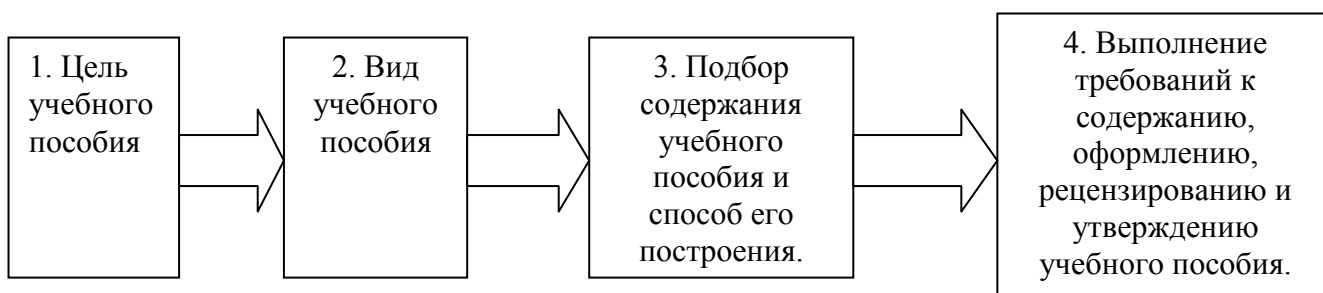 1. Цель
учебного
пособия
2. Вид
учебного
пособия
3. Подбор
содержания
учебного
пособия и
способ его
построения.
4. Выполнение
требований к
содержанию,
оформлению,
рецензированию и
утверждению
учебного пособия.